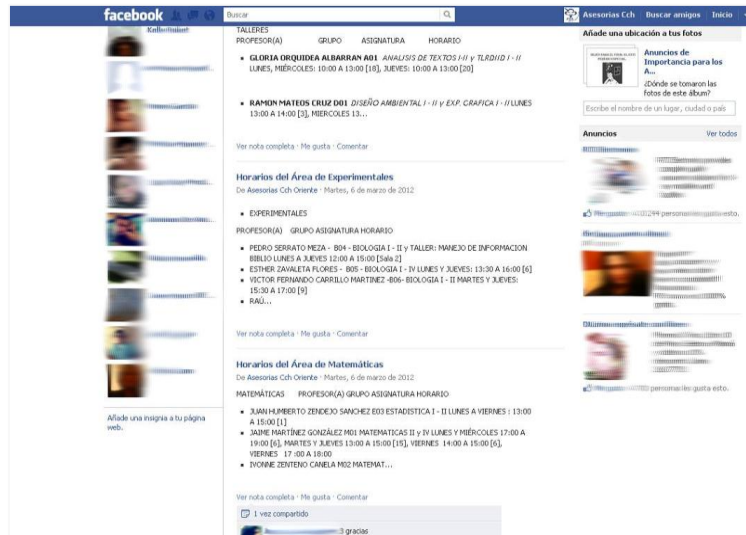 facebook
Buscar
Asesorias Cch Buscar amigos Inicio
TALLERES
PROFESOR(A) GRUPO ASIGNATURA HORARIO
GLORIA ORQUIDEA ALBARRAN A01 ANALISIS DE TEXTOS I-II y TLRDIID I - II
LUNES, MIÉRCOLES: 10:00 A 13:00 [18], JUEVES: 10:00 A 13:00 [20]
RAMON MATEOS CRUZ D01 DISEÑO AMBIENTAL I - II y EXP. GRAFICA I - II LUNES
13:00 A 14:00 [3], MIERCOLES 13...
Ver nota completa · Me gusta · Comentar
Horarios del Área de Experimentales
De Asesorias Cch Oriente · Martes, 6 de marzo de 2012
EXPERIMENTALES
PROFESOR(A) GRUPO ASIGNATURA HORARIO
PEDRO SERRATO MEZA - B04 - BIOLOGIA I - II y TALLER: MANEJO DE INFORMACION
BIBLIO LUNES A JUEVES 12:00 A 15:00 [Sala 2]
ESTHER ZAVALETA FLORES - B05 - BIOLOGIA I - IV LUNES Y JUEVES: 13:30 A 16:00 [6]
VICTOR FERNANDO CARRILLO MARTINEZ -B06- BIOLOGIA I - II MARTES Y JUEVES:
15:30 A 17:00 [9]
RAÚ...
Ver nota completa · Me gusta · Comentar
Horarios del Área de Matemáticas
De Asesorias Cch Oriente · Martes, 6 de marzo de 2012
MATEMÁTICAS PROFESOR(A) GRUPO ASIGNATURA HORARIO
JUAN HUMBERTO ZENDEJO SANCHEZ E03 ESTADISTICA I - II LUNES A VIERNES : 13:00
A 15:00 [1]
JAIME MARTÍNEZ GONZÁLEZ M01 MATEMATICAS II y IV LUNES Y MIÉRCOLES 17:00 A
19:00 [6], MARTES Y JUEVES 13:00 A 15:00 [15], VIERNES 14:00 A 15:00 [6],
VIERNES 17 :00 A 18:00
IVONNE ZENTENO CANELA M02 MATEMAT...
Ver nota completa · Me gusta · Comentar
1 vez compartido
3 gracias
Añade una insignia a tu página
web.
Añade una ubicación a tus fotos
Anuncios de
Importancia para los
A...
¿Dónde se tomaron las
fotos de este álbum?
Escribe el nombre de un lugar, ciudad o país
Anuncios Ver todos
esto.
personas les gusta esto.